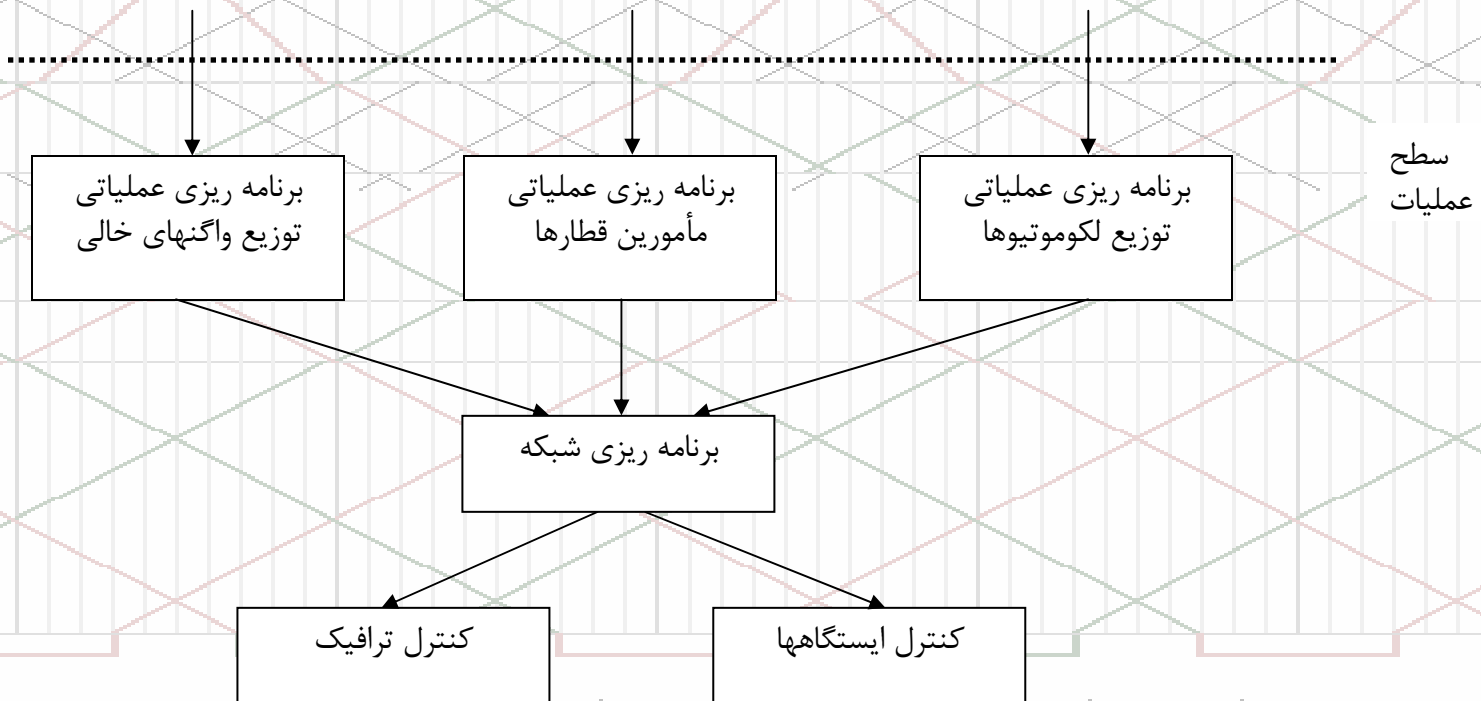 سطح
عملیات
برنامه ریزی عملیاتی
توزیع لکوموتیوها
برنامه ریزی عملیاتی
مأمورین قطارها
برنامه ریزی عملیاتی
توزیع واگنهای خالی
برنامه ریزی شبکه
کنترل ایستگاهها
کنترل ترافیک